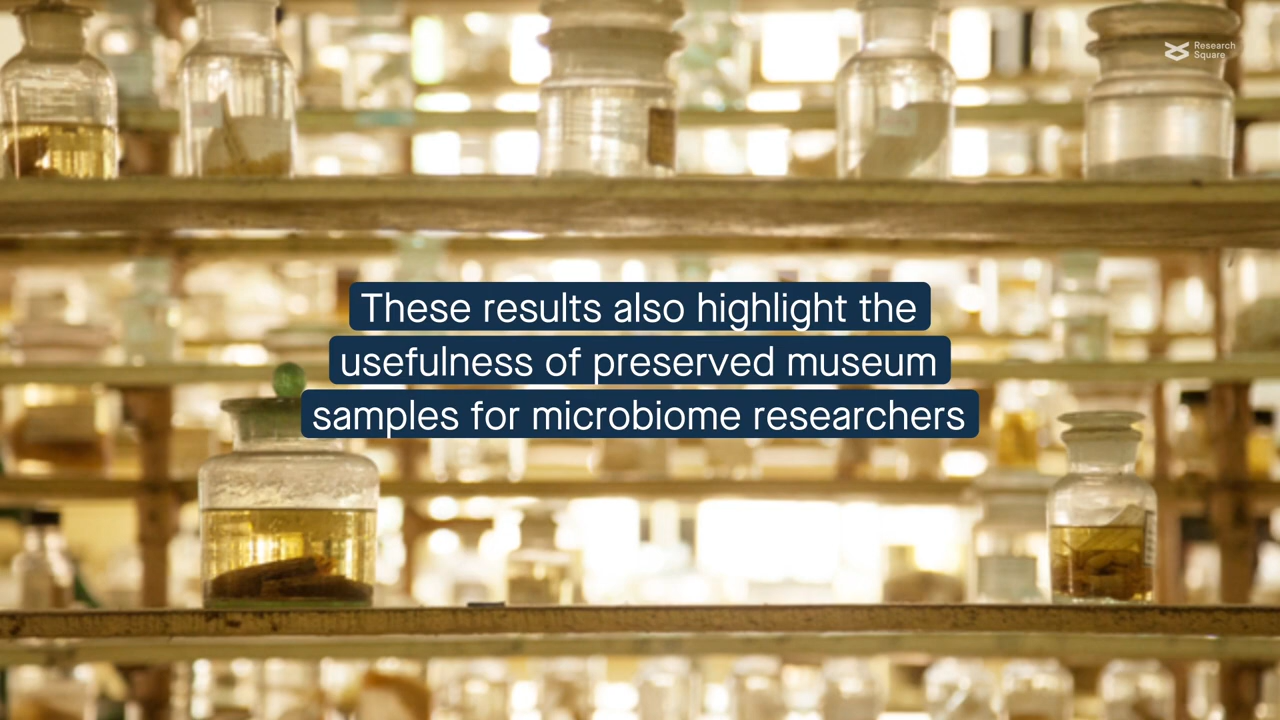 Research
Square
These results also highlight the
usefulness of preserved museum
samples for microbiome researchers